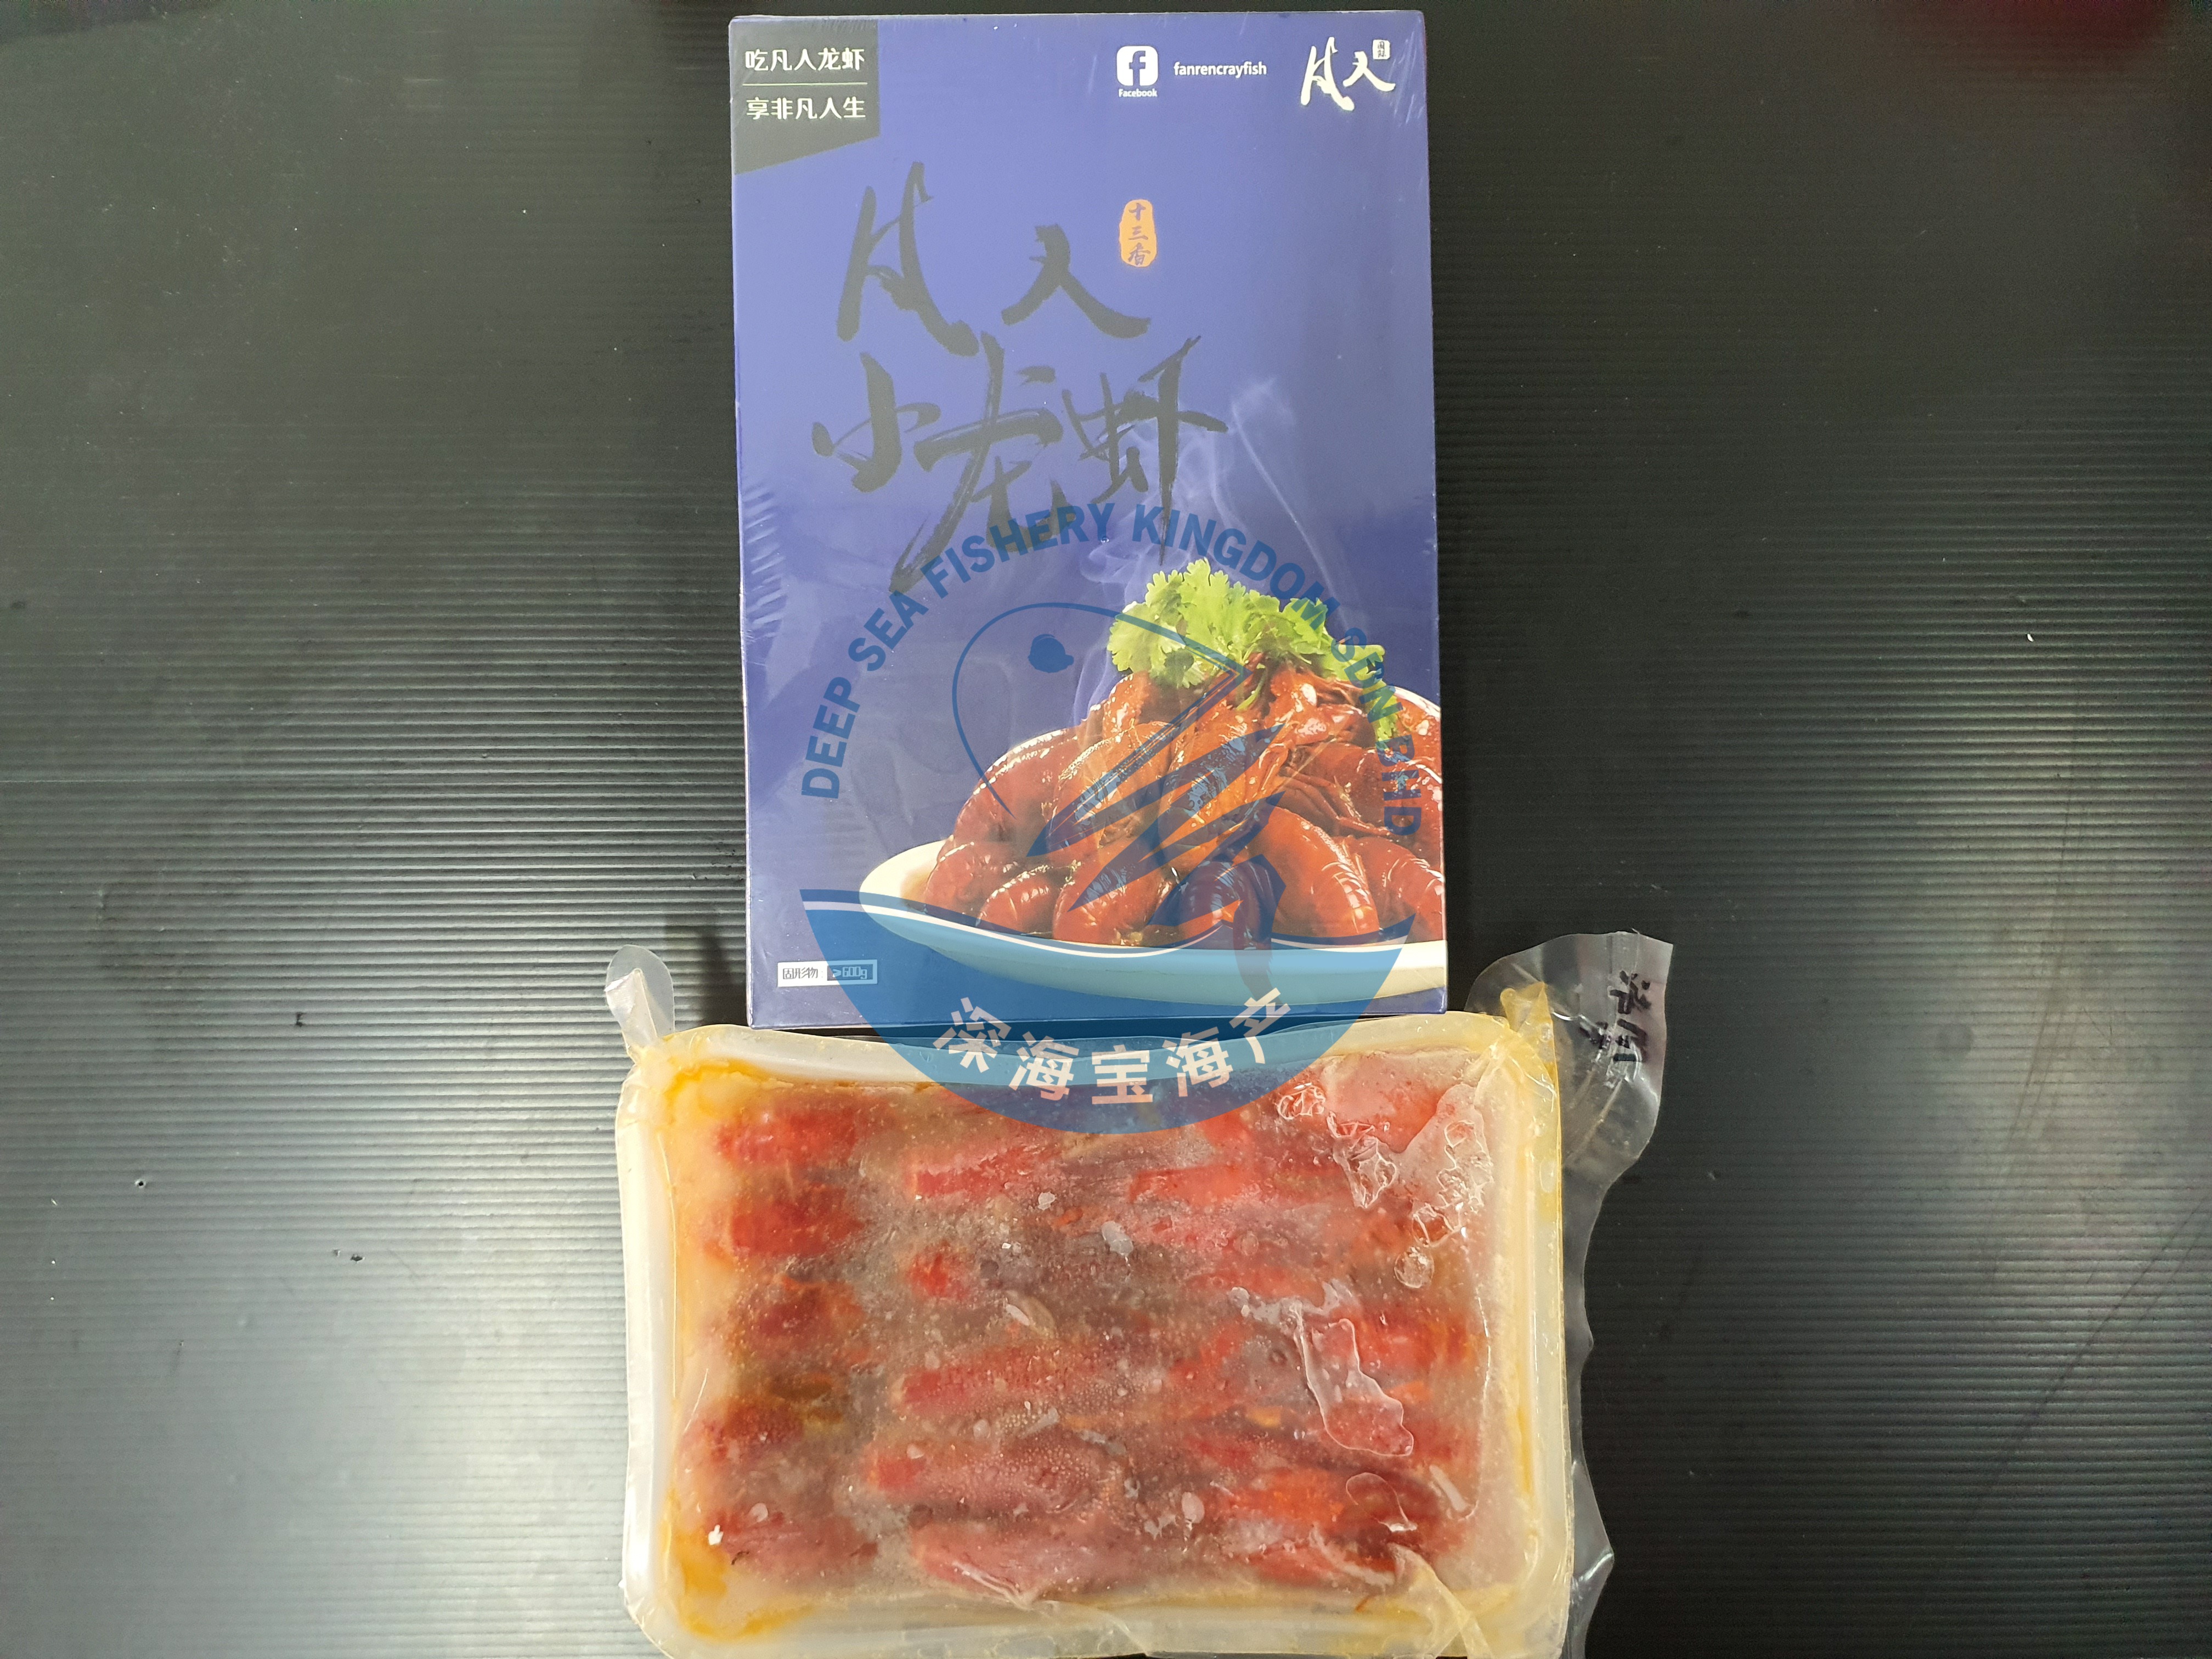 吃凡人龙虾
享非凡人生
Facebook
fanrencrayfish
凡人
凡人
十三香
小龙虾
DEEP SEA FISHERY KINGDOM SDN BHD
固形物 ≥600g
深海宝海产